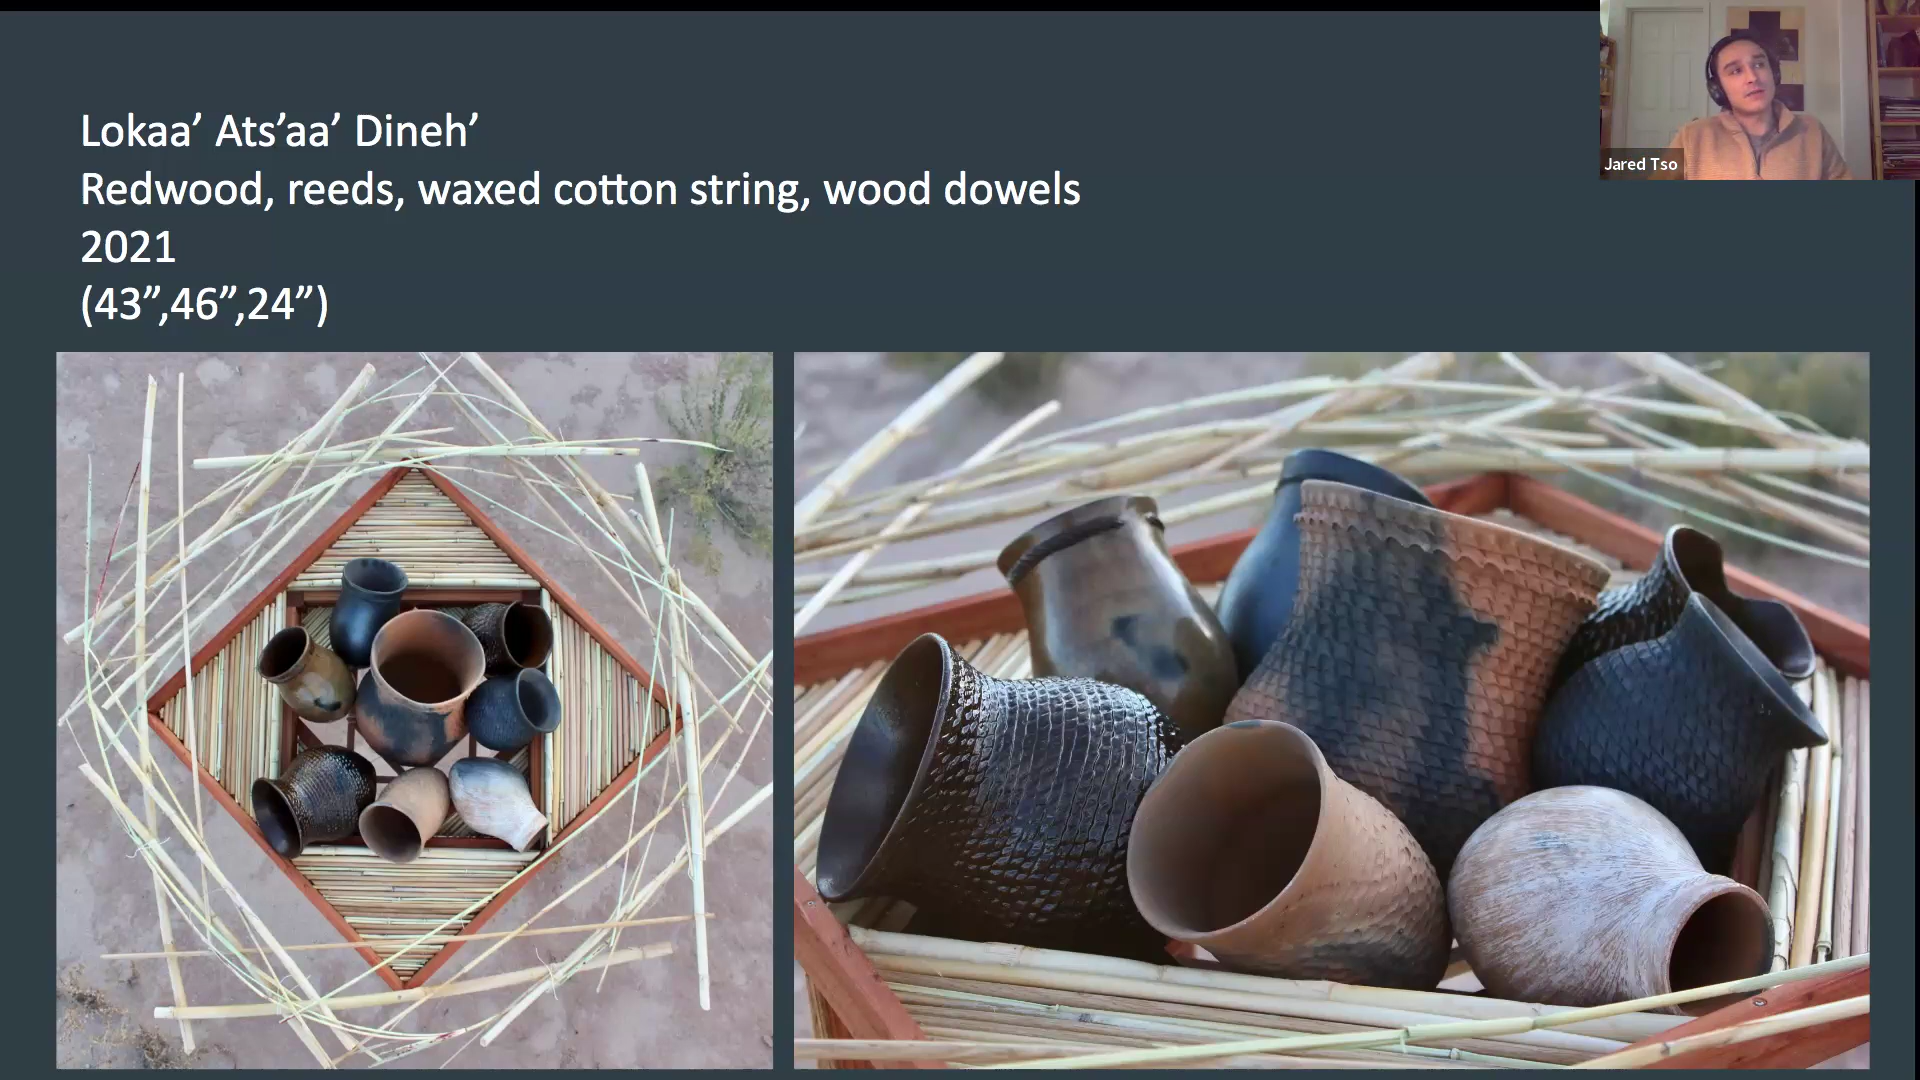 Lokaa’ Ats’aa’ Dineh’
Redwood, reeds, waxed cotton string, wood dowels
2021
(43”,46”,24”)
Jared Tso